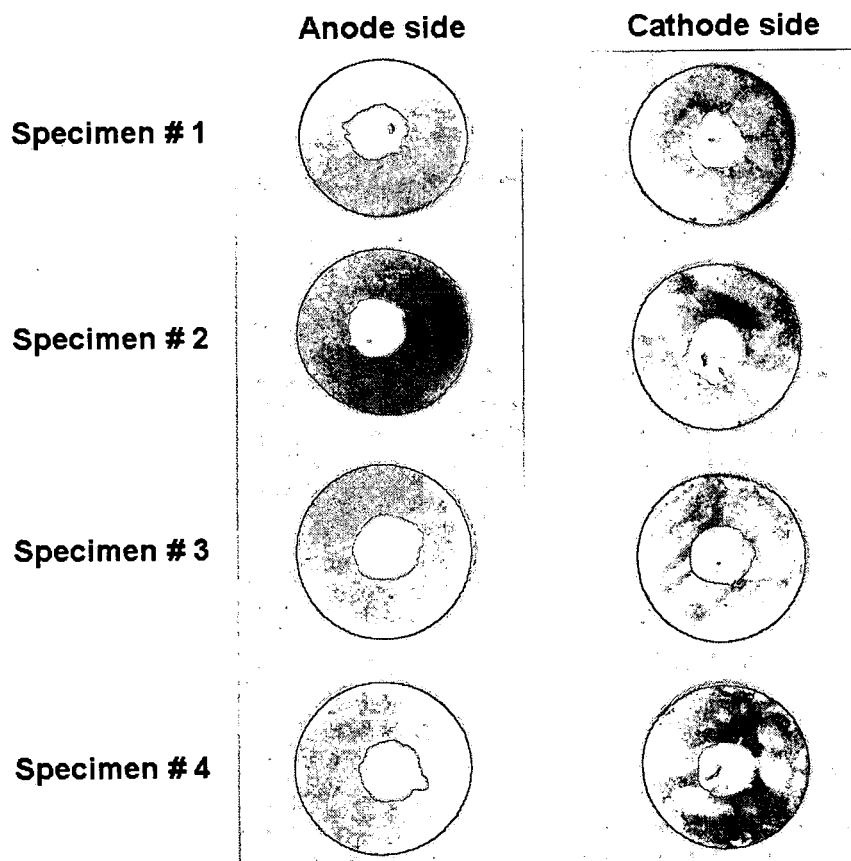 Anode side
Cathode side
Specimen # 1
Specimen # 2
Specimen # 3
Specimen # 4